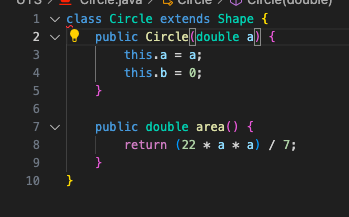 UTS > Circle.java > Circle > Circle(double)
1 class Circle extends Shape {
2 public Circle(double a) {
3 this.a = a;
4 this.b = 0;
5 }
6
7 public double area() {
8 return (22 * a * a) / 7;
9 }
10 }